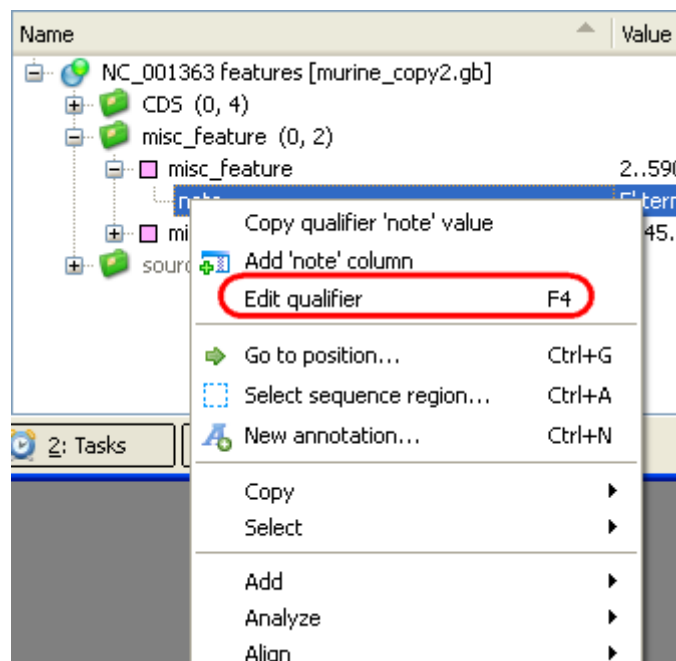 Name Value
NC_001363 features [murine_copy2.gb]
CDS (0, 4)
misc_feature (0, 2)
misc_feature 2..590
Copy qualifier 'note' value
Add 'note' column
Edit qualifier F4
Go to position... Ctrl+G
Select sequence region... Ctrl+A
2: Tasks New annotation... Ctrl+N
Copy
Select
Add
Analyze
Align